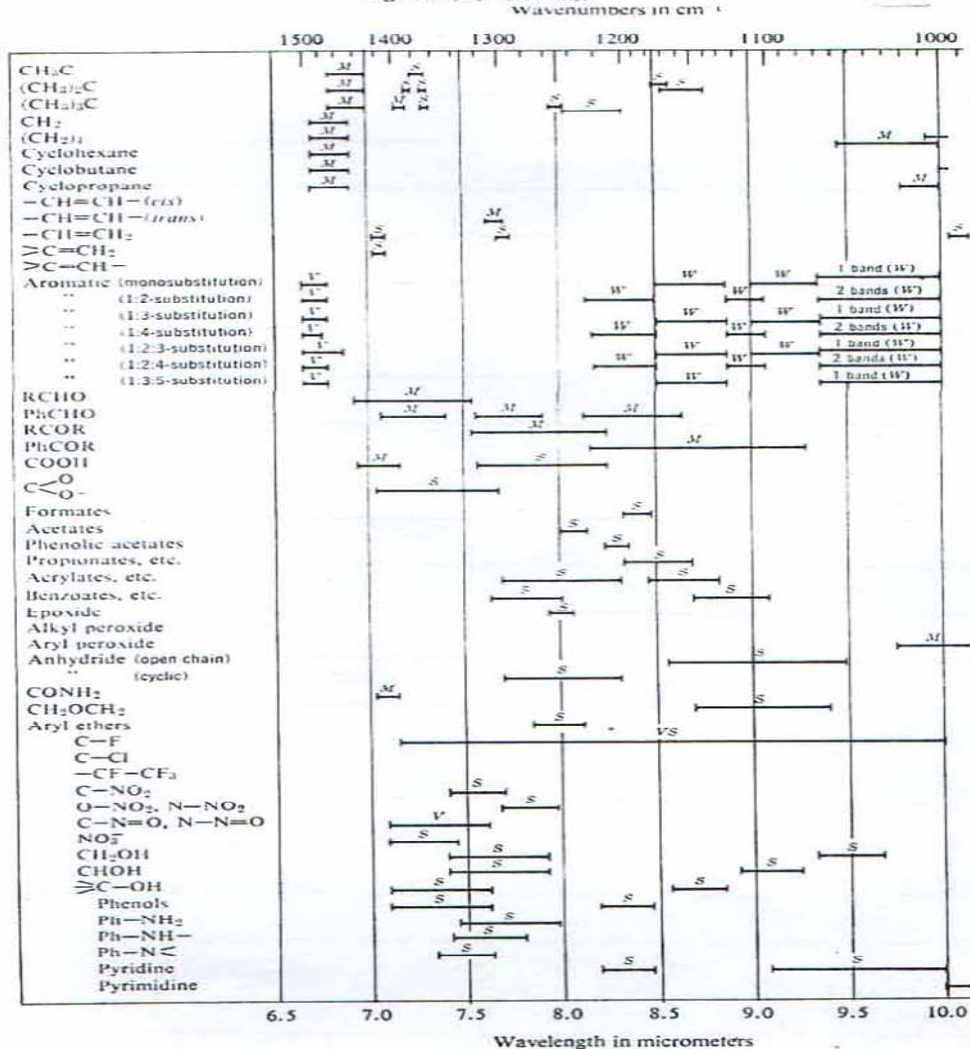 Wavenumbers in cm⁻¹
1500 1400 1300 1200 1100 1000
CH₃C M S S
(CH₃)₂C M S S S
(CH₃)₃C M S S S S
CH₂ M
(CH₂)₄ M M
Cyclohexane M
Cyclobutane M
Cyclopropane M M
—CH=CH—(cis)
—CH=CH—(trans) M
—CH=CH₂ S S S
>C=CH₂ S
>C—CH—
Aromatic (monosubstitution) V W W 1 band (W)
" (1:2-substitution) V W W 2 bands (W)
" (1:3-substitution) V W W 1 band (W)
" (1:4-substitution) V W W 2 bands (W)
" (1:2:3-substitution) V W W 1 band (W)
" (1:2:4-substitution) V W W 2 bands (W)
" (1:3:5-substitution) V W 1 band (W)
RCHO M
PhCHO M M M
RCOR M
PhCOR M
COOH M S
C<O O- S
Formates S
Acetates S
Phenolic acetates S
Propionates, etc. S
Acrylates, etc. S S
Benzoates, etc. S S
Epoxide S
Alkyl peroxide
Aryl peroxide M
Anhydride (open chain) S
" (cyclic) S
CONH₂ M
CH₂OCH₂ S
Aryl ethers S
C—F VS
C—Cl
—CF—CF₃
C—NO₂ S
O—NO₂, N—NO₂ S
C—N=O, N—N=O V
NO₃⁻ S
CH₂OH S S
CHOH S S
⩾C—OH S S
Phenols S S
Ph—NH₂ S
Ph—NH— S
Ph—N< S
Pyridine S S
Pyrimidine
6.5 7.0 7.5 8.0 8.5 9.0 9.5 10.0
Wavelength in micrometers